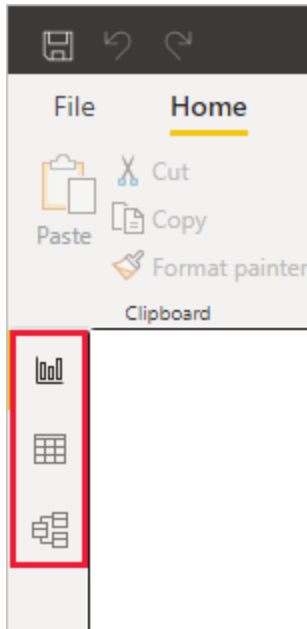 File Home
Cut
Copy
Paste
Format painter
Clipboard